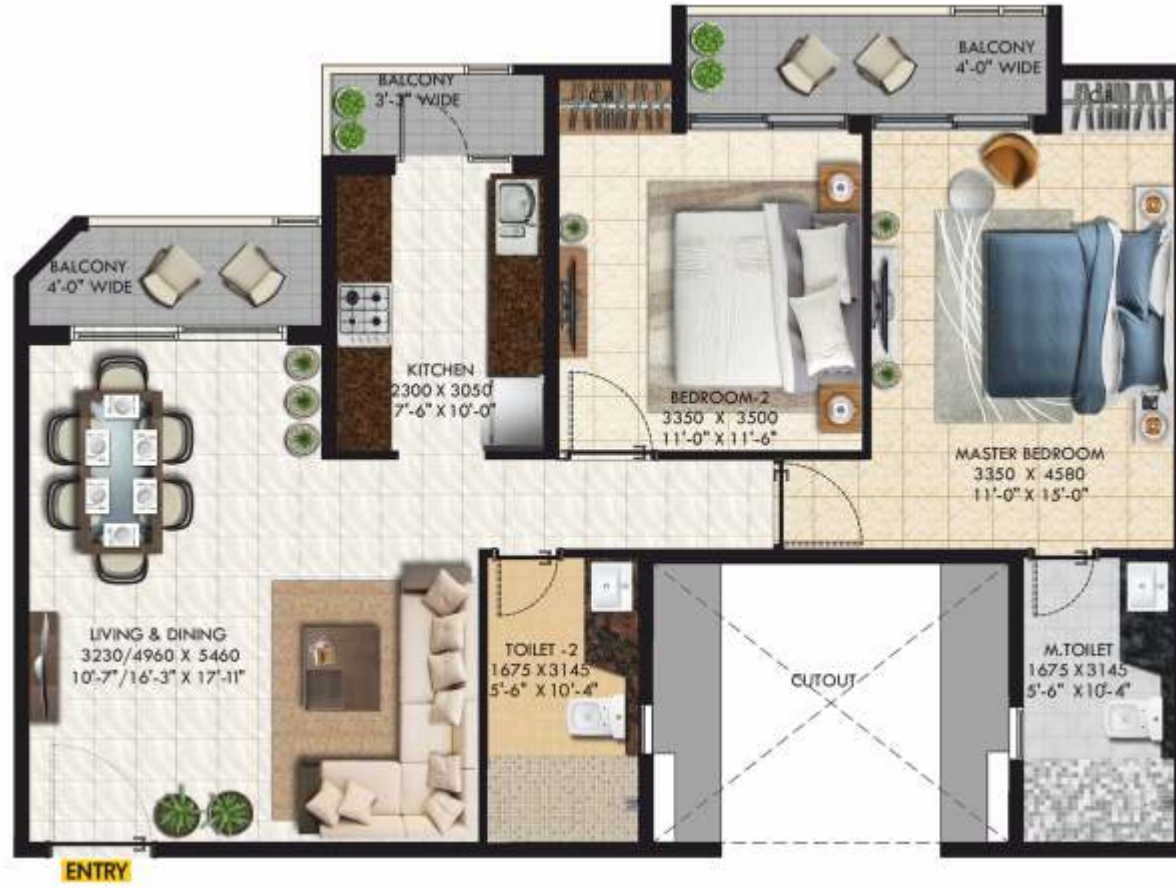 BALCONY
4'-0" WIDE
BALCONY
3'-3" WIDE
BALCONY
4'-0" WIDE
KITCHEN
2300 X 3050
7'-6" X 10'-0"
BEDROOM-2
3350 X 3500
11'-0" X 11'-6"
MASTER BEDROOM
3350 X 4580
11'-0" X 15'-0"
LIVING & DINING
3230/4960 X 5460
10'-7"/16'-3" X 17'-11"
TOILET -2
1675 X3145
5'-6" X 10'-4"
CUTOUT
M.TOILET
1675 X3145
5'-6" X 10'-4"
ENTRY